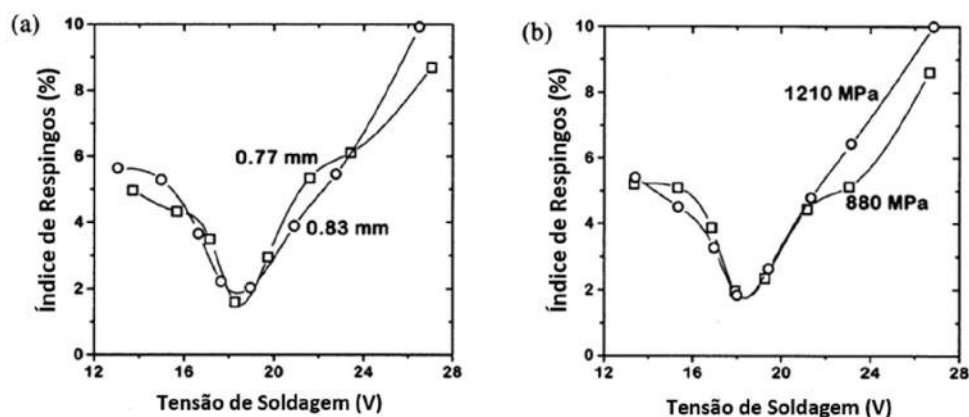 (a)
Índice de Respingos (%)
10
8
6
4
2
0
0.77 mm
0.83 mm
12 16 20 24 28
Tensão de Soldagem (V)
(b)
Índice de Respingos (%)
10
8
6
4
2
0
1210 MPa
880 MPa
12 16 20 24 28
Tensão de Soldagem (V)